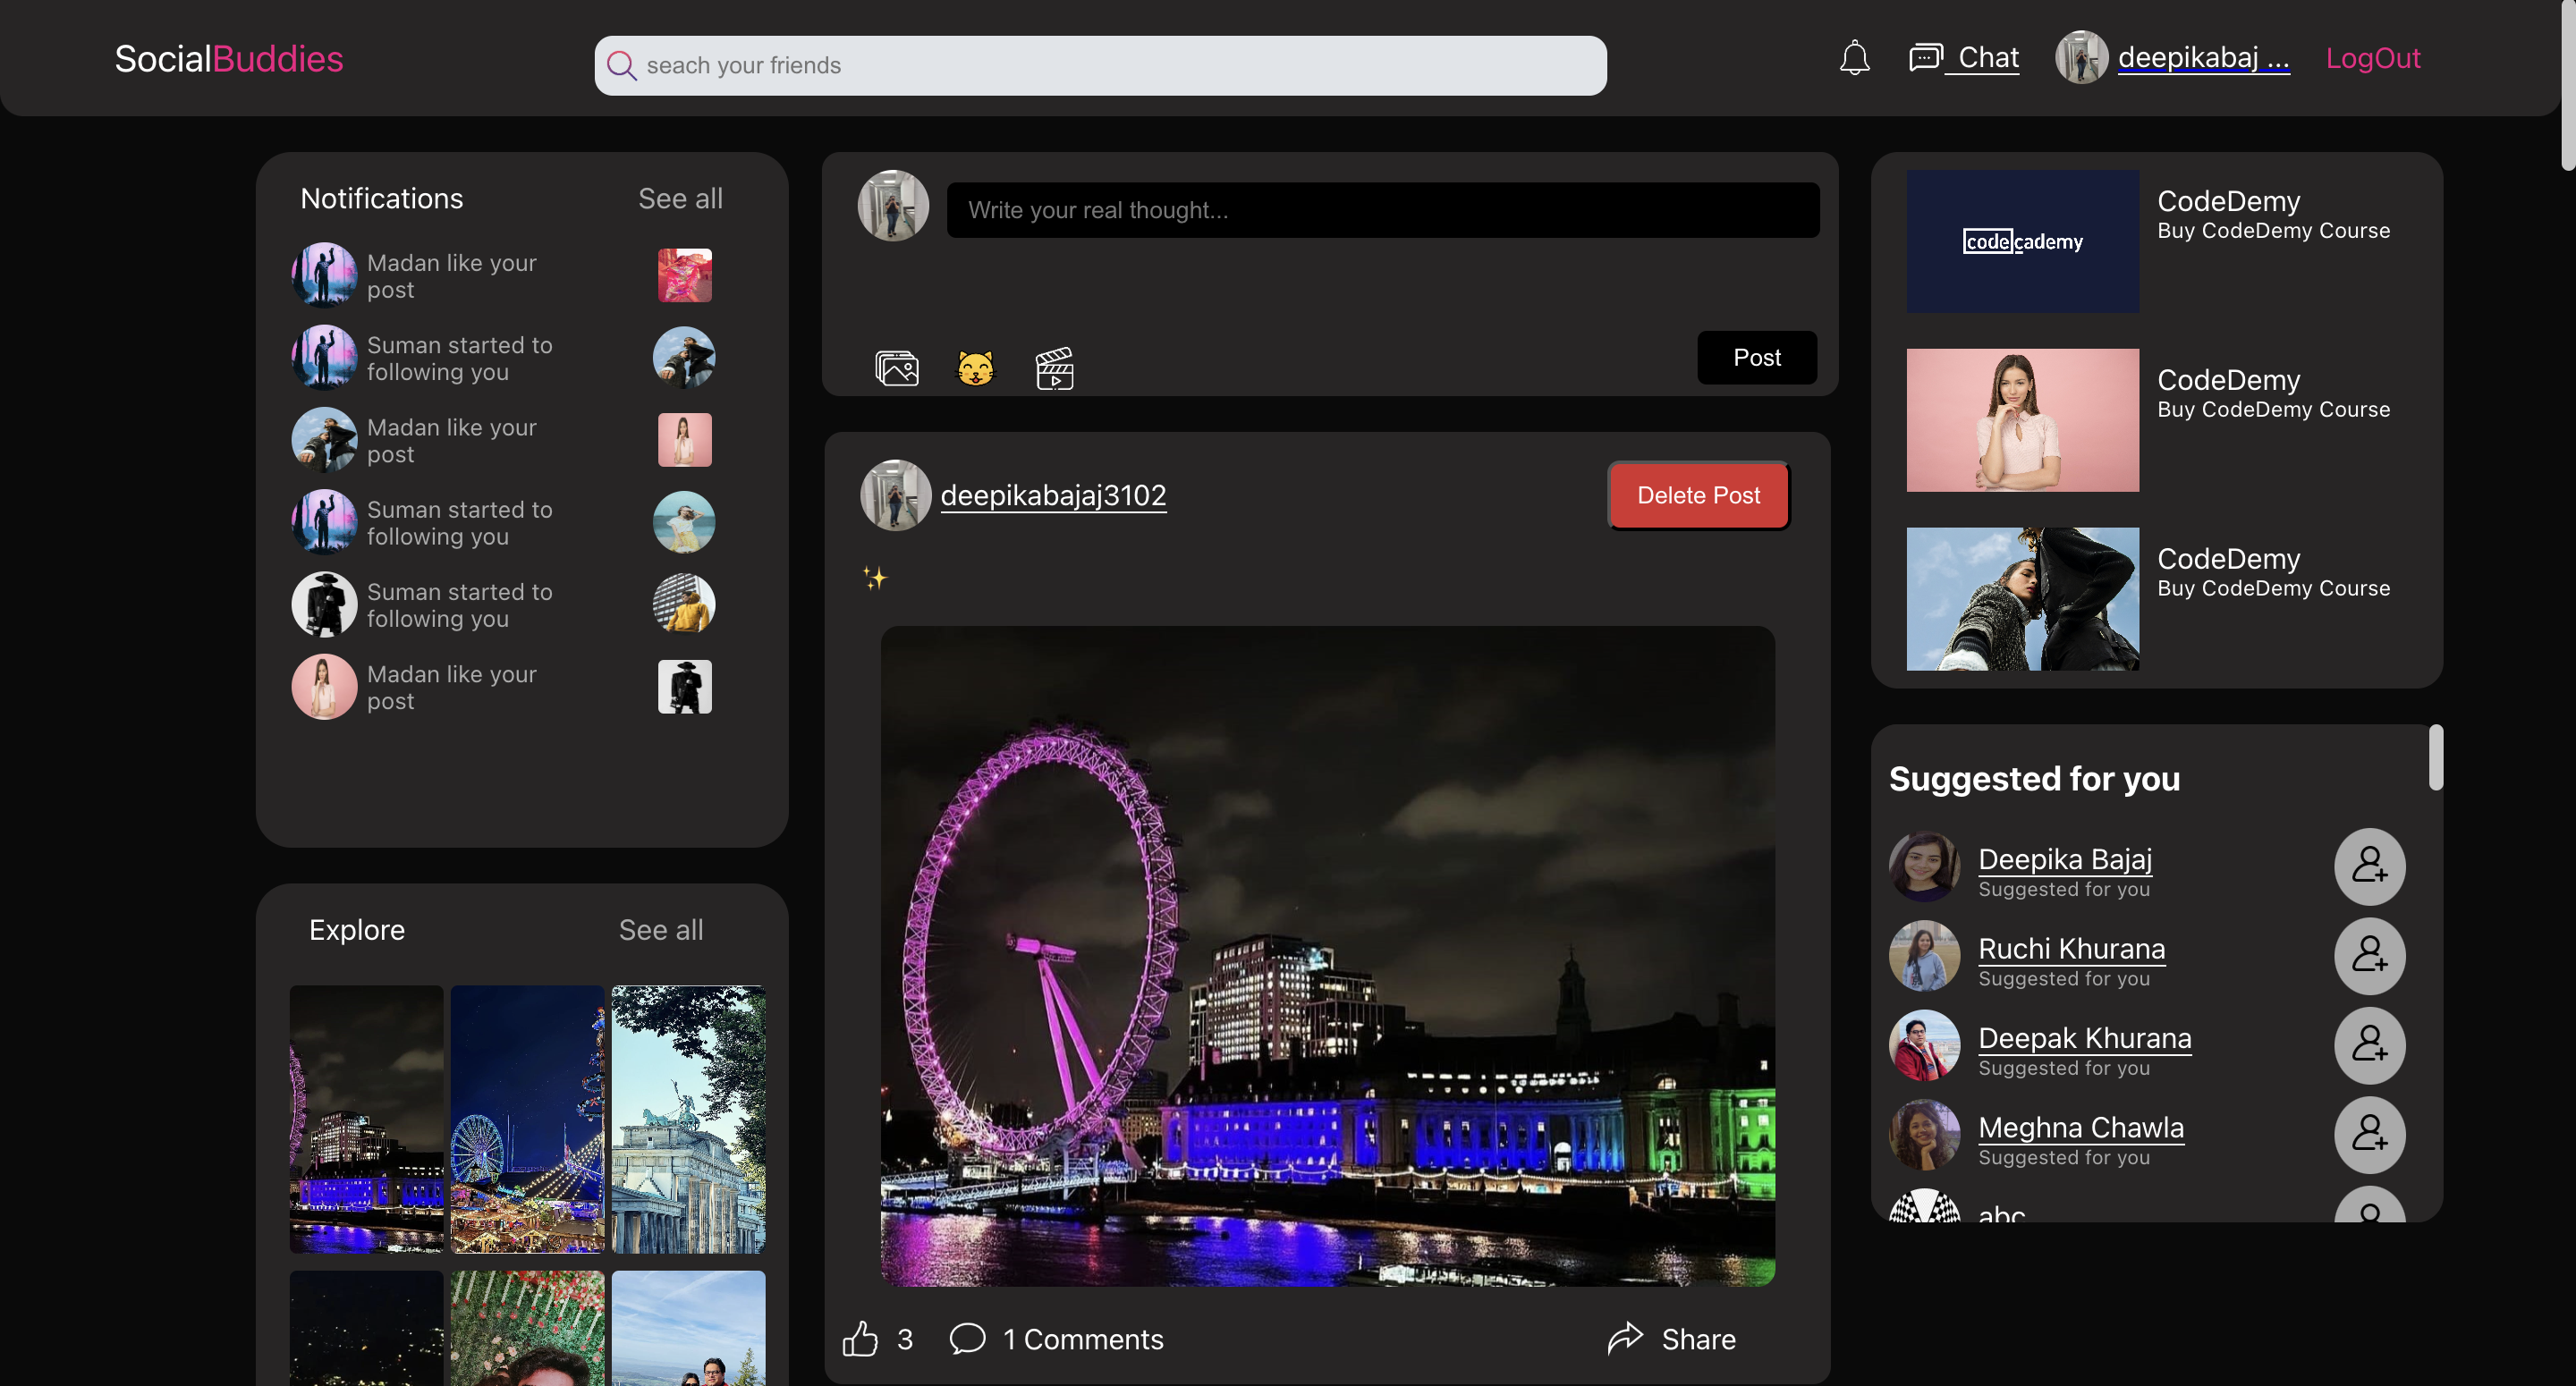 SocialBuddies
seach your friends
Chat
deepikabaj ...
LogOut
Notifications
See all
Madan like your
post
Suman started to
following you
Madan like your
post
Suman started to
following you
Suman started to
following you
Madan like your
post
Explore
See all
Write your real thought...
Post
deepikabajaj3102
Delete Post
3
1 Comments
Share
codecademy
CodeDemy
Buy CodeDemy Course
CodeDemy
Buy CodeDemy Course
CodeDemy
Buy CodeDemy Course
Suggested for you
Deepika Bajaj
Suggested for you
Ruchi Khurana
Suggested for you
Deepak Khurana
Suggested for you
Meghna Chawla
Suggested for you
abc